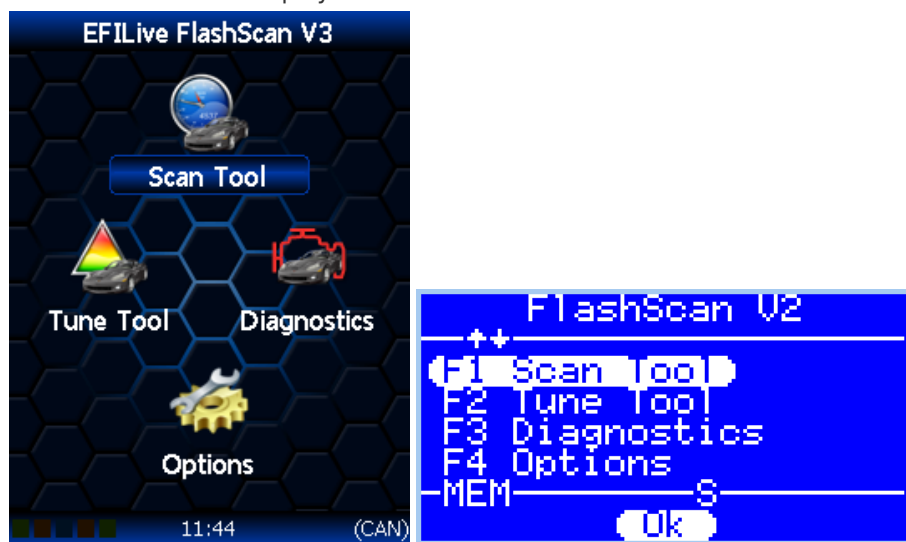 EFILive FlashScan V3
Scan Tool
Tune Tool
Diagnostics
Options
11:44
(CAN)
FlashScan V2
F1 Scan Tool
F2 Tune Tool
F3 Diagnostics
F4 Options
MEM
S
Ok